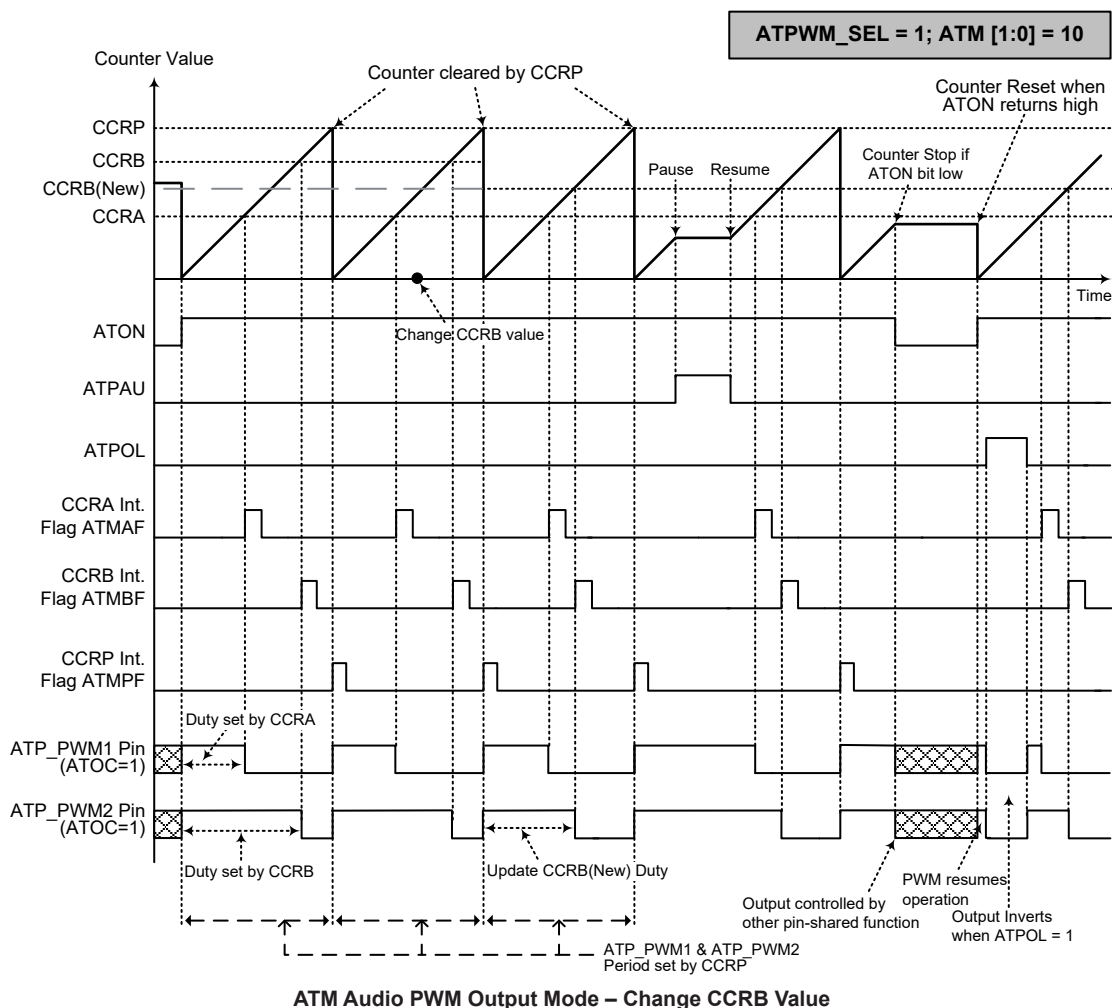 ATPWM_SEL = 1; ATM [1:0] = 10
Counter Value
Counter cleared by CCRP
Counter Reset when
ATON returns high
CCRP
CCRB
CCRB(New)
CCRA
Pause
Resume
Counter Stop if
ATON bit low
Time
Change CCRB value
ATON
ATPAU
ATPOL
CCRA Int.
Flag ATMAF
CCRB Int.
Flag ATMBF
CCRP Int.
Flag ATMPF
Duty set by CCRA
ATP_PWM1 Pin
(ATOC=1)
ATP_PWM2 Pin
(ATOC=1)
Duty set by CCRB
Update CCRB(New) Duty
Output controlled by
other pin-shared function
PWM resumes
operation
Output Inverts
when ATPOL = 1
ATP_PWM1 & ATP_PWM2
Period set by CCRP
ATM Audio PWM Output Mode – Change CCRB Value